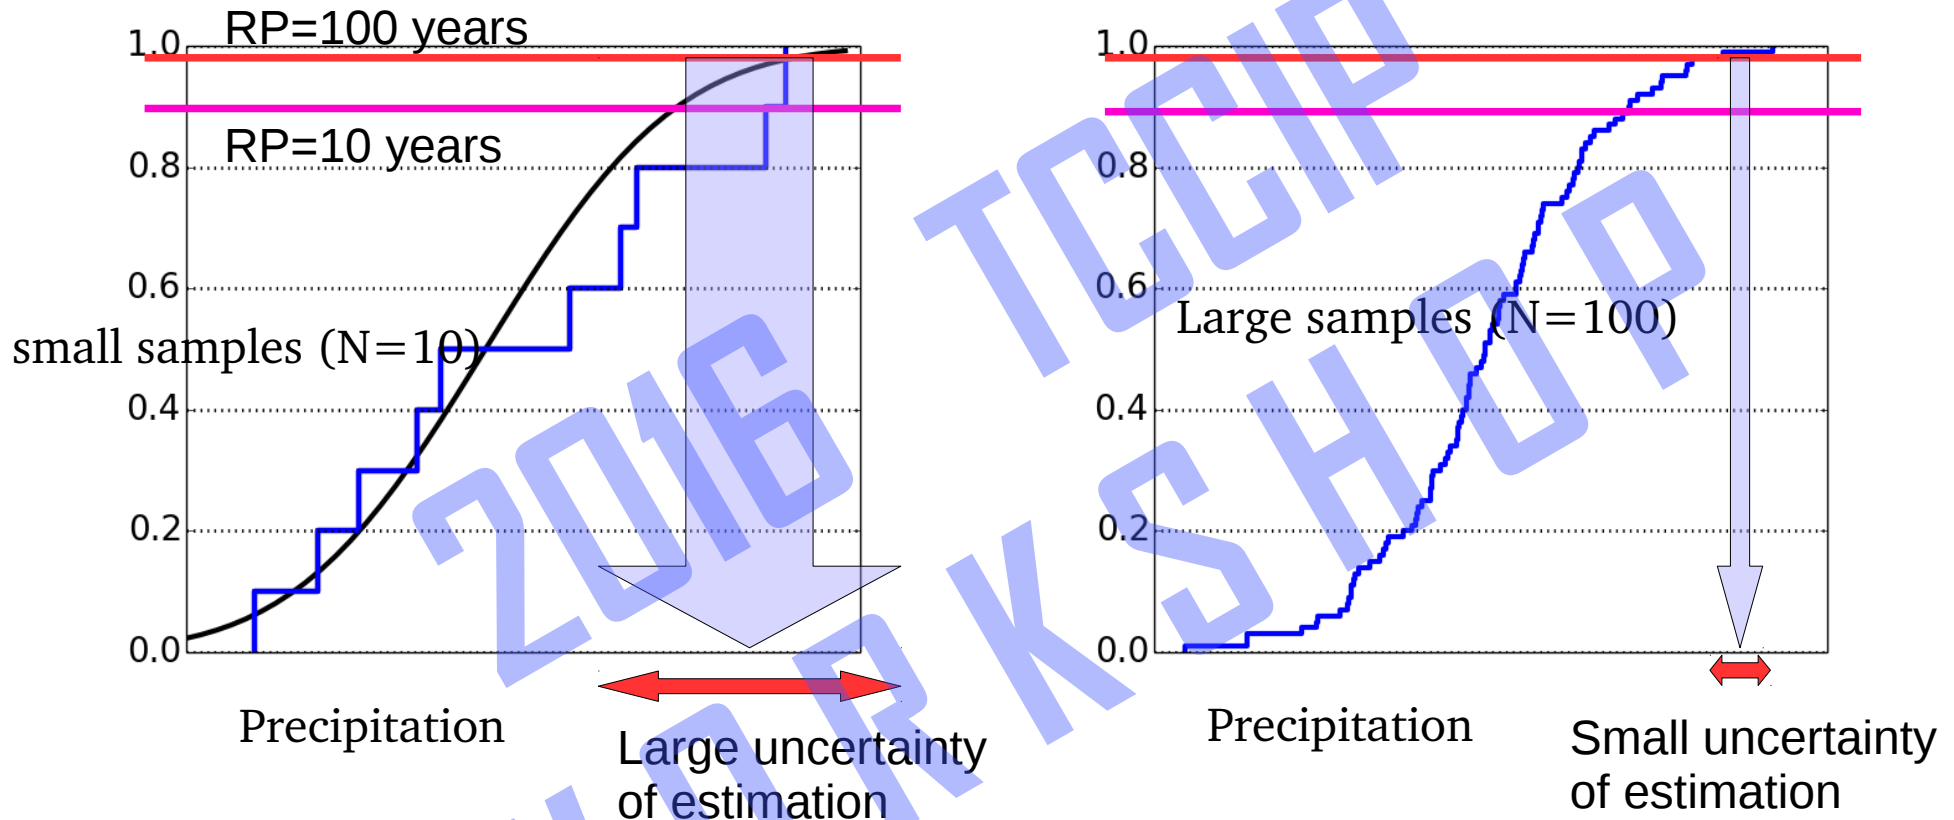 RP=100 years
1.0
RP=10 years
0.8
0.6
small samples (N=10)
0.4
0.2
0.0
Precipitation
Large uncertainty
of estimation
1.0
0.8
0.6
Large samples (N=100)
0.4
0.2
0.0
Precipitation
Small uncertainty
of estimation
2016 TCCIP
WORKSHOP